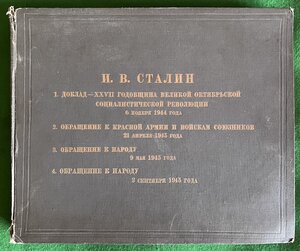 И. В. СТАЛИН
1. ДОКЛАД—XXVII ГОДОВЩИНА ВЕЛИКОЙ ОКТЯБРЬСКОЙ
СОЦИАЛИСТИЧЕСКОЙ РЕВОЛЮЦИИ
6 НОЯБРЯ 1944 ГОДА
2. ОБРАЩЕНИЕ К КРАСНОЙ АРМИИ И ВОЙСКАМ СОЮЗНИКОВ
21 АПРЕЛЯ 1945 ГОДА
3. ОБРАЩЕНИЕ К НАРОДУ
9 МАЯ 1945 ГОДА
4. ОБРАЩЕНИЕ К НАРОДУ
2 СЕНТЯБРЯ 1945 ГОДА